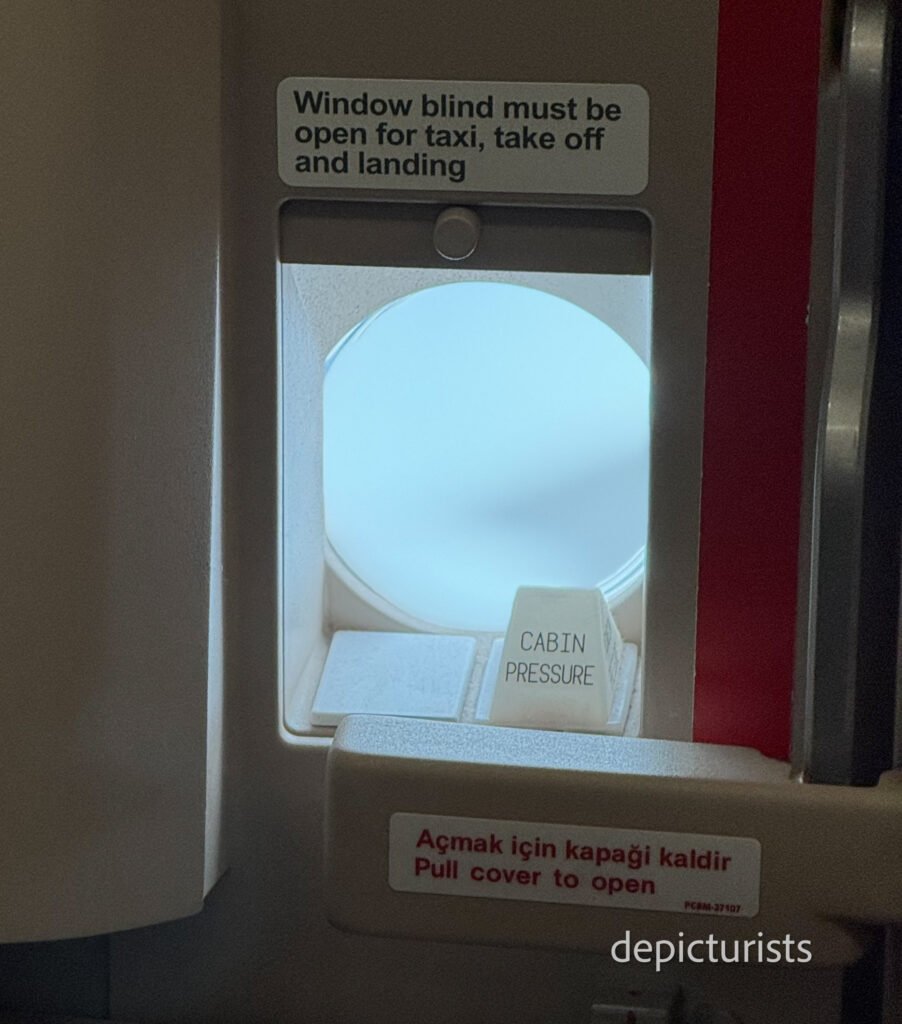 Window blind must be
open for taxi, take off
and landing
CABIN
PRESSURE
Açmak için kapaği kaldir
Pull cover to open
PCBM-37107
depicturists